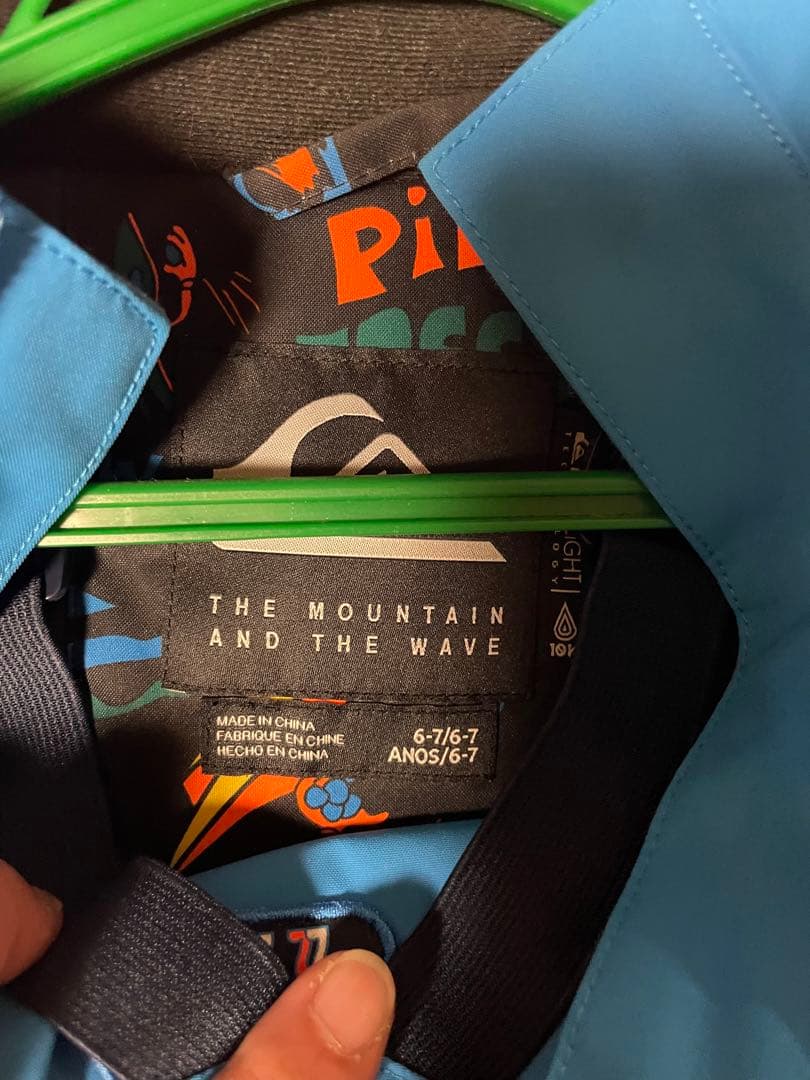 THE MOUNTAIN
AND THE WAVE
MADE IN CHINA
FABRIQUE EN CHINE
HECHO EN CHINA
6-7/6-7
ANOS/6-7